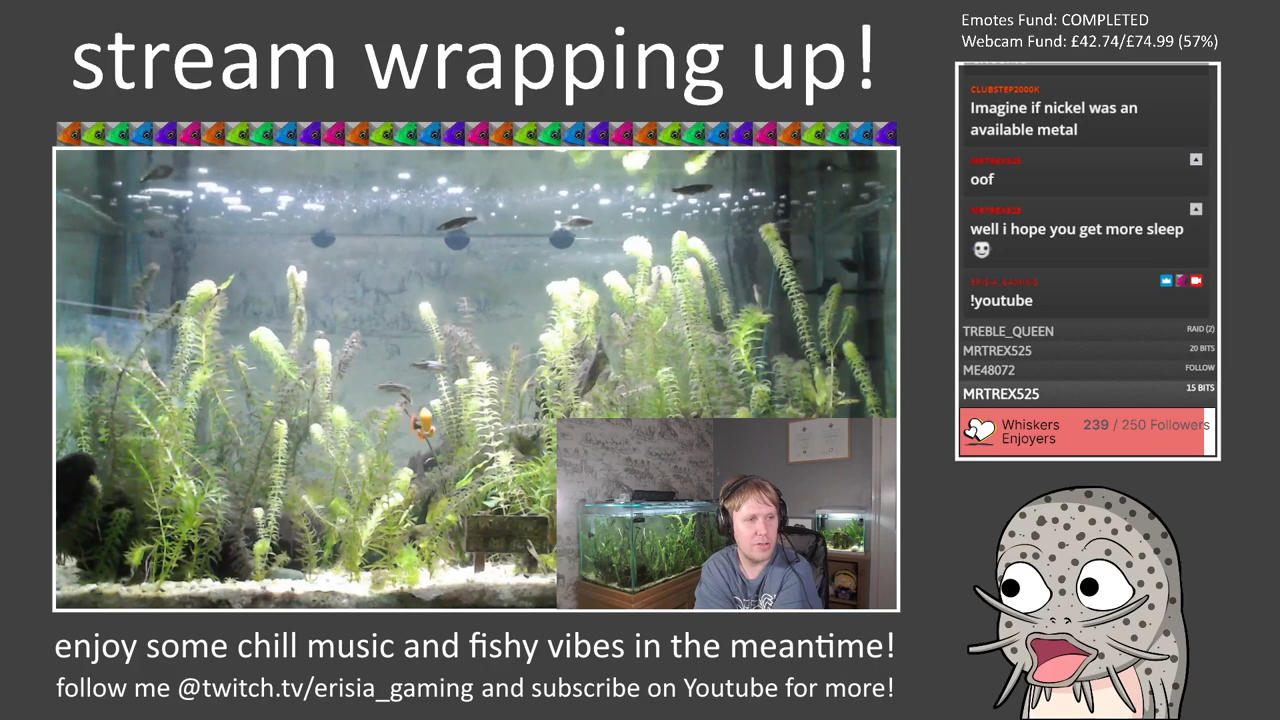 stream wrapping up!
Emotes Fund: COMPLETED
Webcam Fund: £42.74/£74.99 (57%)
CLUBSTEP2000K
Imagine if nickel was an
available metal
MRTREX525
oof
MRTREX525
well i hope you get more sleep
ERISIA_GAMING
!youtube
TREBLE_QUEEN RAID (2)
MRTREX525 20 BITS
ME48072 FOLLOW
MRTREX525 15 BITS
Whiskers
Enjoyers
239 / 250 Followers
enjoy some chill music and fishy vibes in the meantime!
follow me @twitch.tv/erisia_gaming and subscribe on Youtube for more!